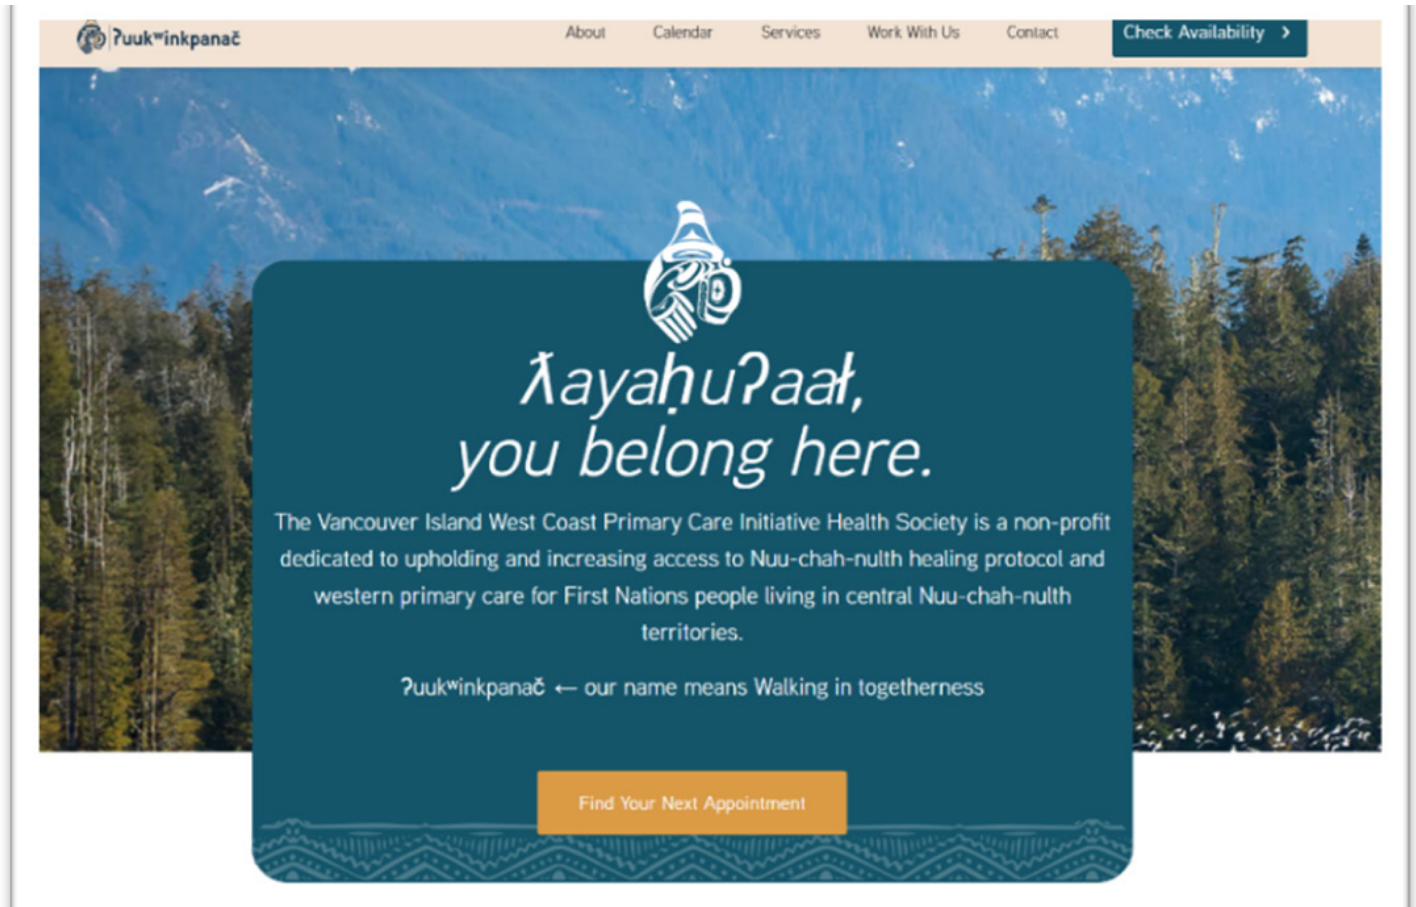 ʔuukʷinkpanač
About Calendar Services Work With Us Contact Check Availability
ƛayaḥuʔaał,
you belong here.
The Vancouver Island West Coast Primary Care Initiative Health Society is a non-profit
dedicated to upholding and increasing access to Nuu-chah-nulth healing protocol and
western primary care for First Nations people living in central Nuu-chah-nulth
territories.
ʔuukʷinkpanač ← our name means Walking in togetherness
Find Your Next Appointment